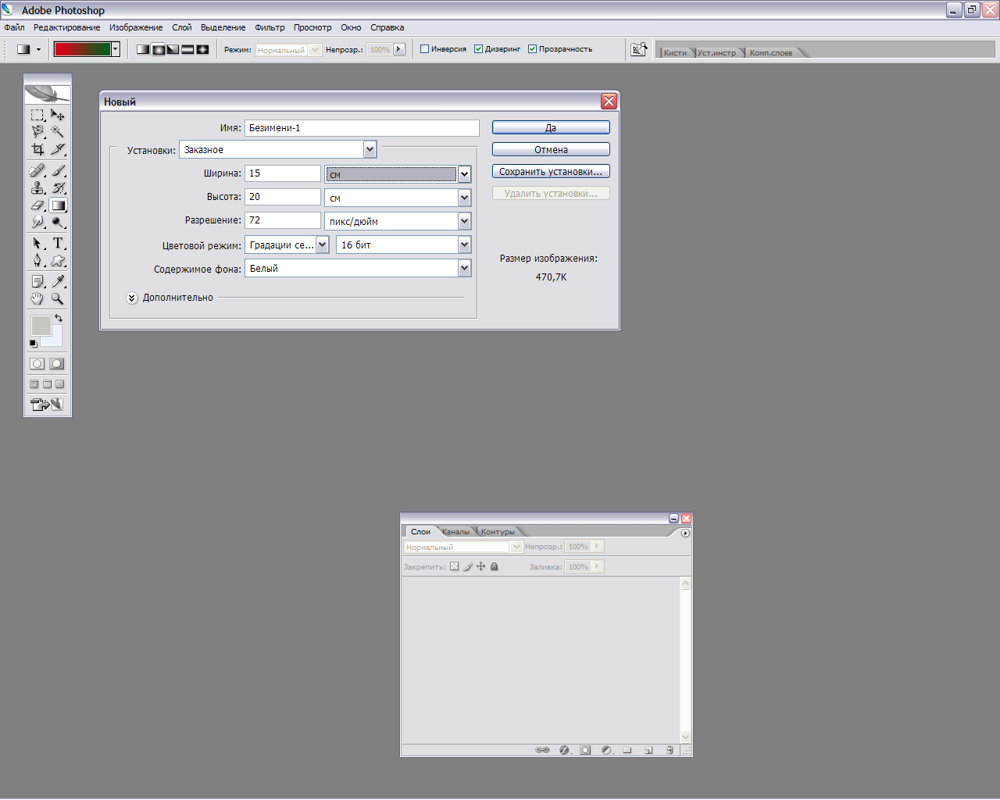 Adobe Photoshop
Файл Редактирование Изображение Слой Выделение Фильтр Просмотр Окно Справка
Режим: Нормальный Непрозр.: 100% Инверсия Дизеринг Прозрачность Кисти Уст.инстр Комп.слоев
Новый
Имя: Безимени-1 Да
Установки: Заказное Отмена
Ширина: 15 см Сохранить установки...
Высота: 20 см Удалить установки...
Разрешение: 72 пикс/дюйм
Цветовой режим: Градации се... 16 бит
Размер изображения:
Содержимое фона: Белый 470,7K
Дополнительно
Слои Каналы Контуры
Нормальный Непрозр.: 100%
Закрепить: Заливка: 100%